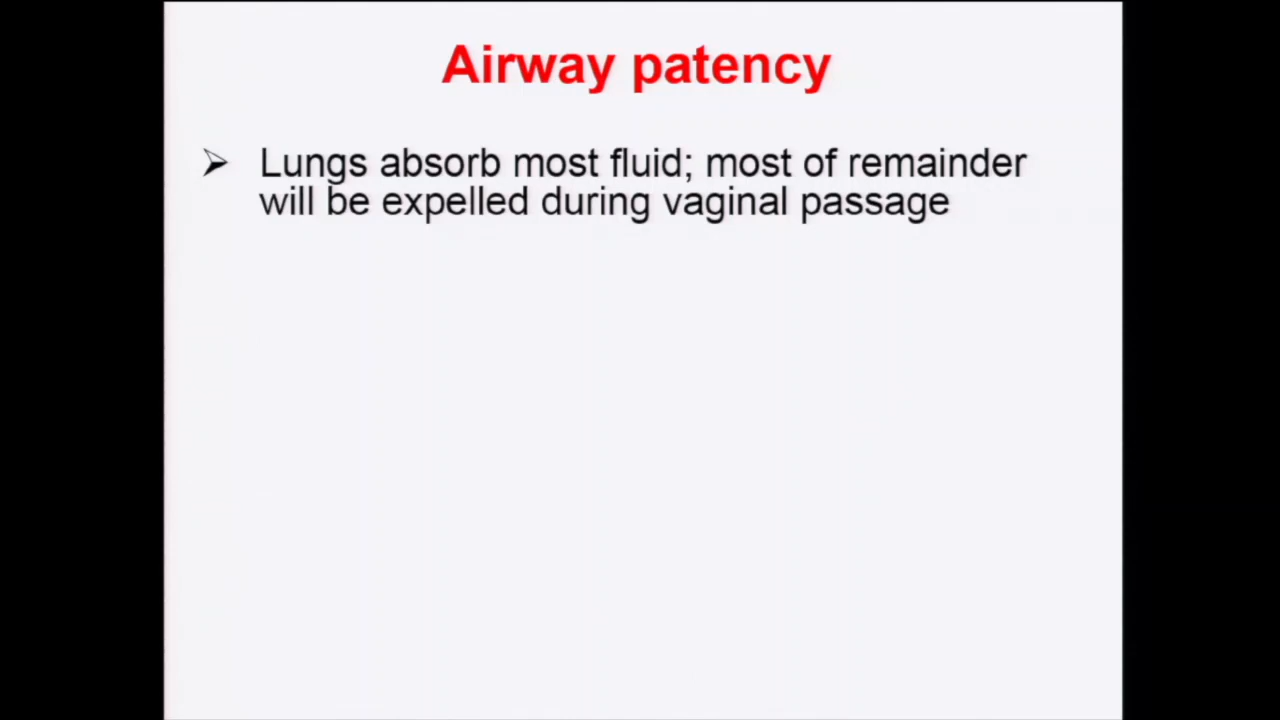 Airway patency
➢ Lungs absorb most fluid; most of remainder
will be expelled during vaginal passage